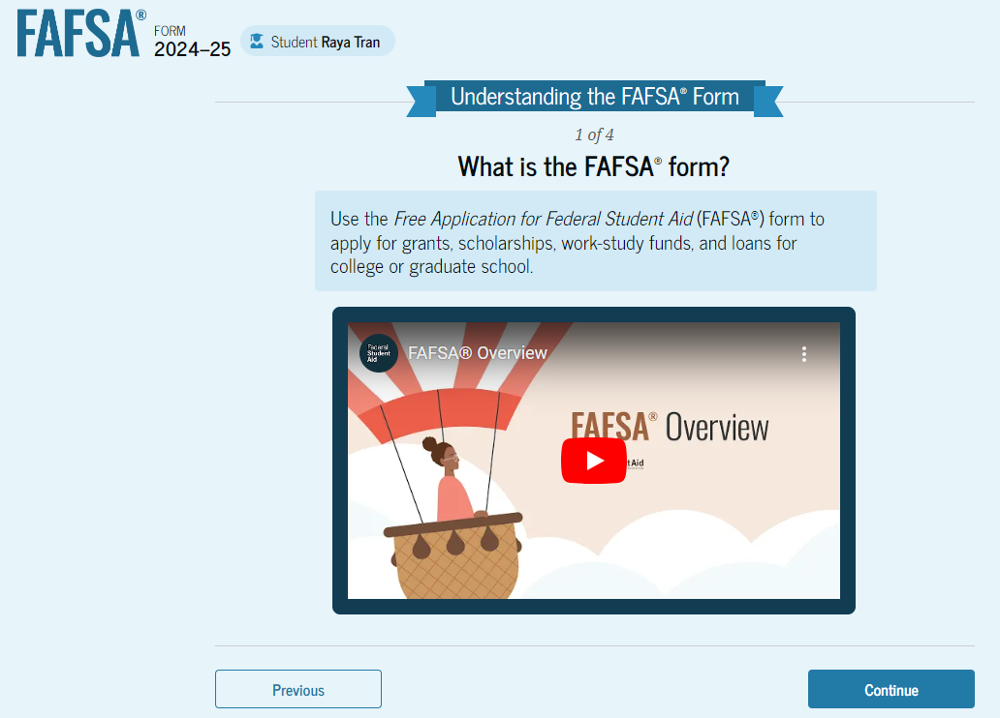 FAFSA®
FORM
2024–25
Student Raya Tran
Understanding the FAFSA® Form
1 of 4
What is the FAFSA® form?
Use the Free Application for Federal Student Aid (FAFSA®) form to
apply for grants, scholarships, work-study funds, and loans for
college or graduate school.
Federal
Student
Aid
FAFSA® Overview
FAFSA® Overview
t Aid
Previous
Continue